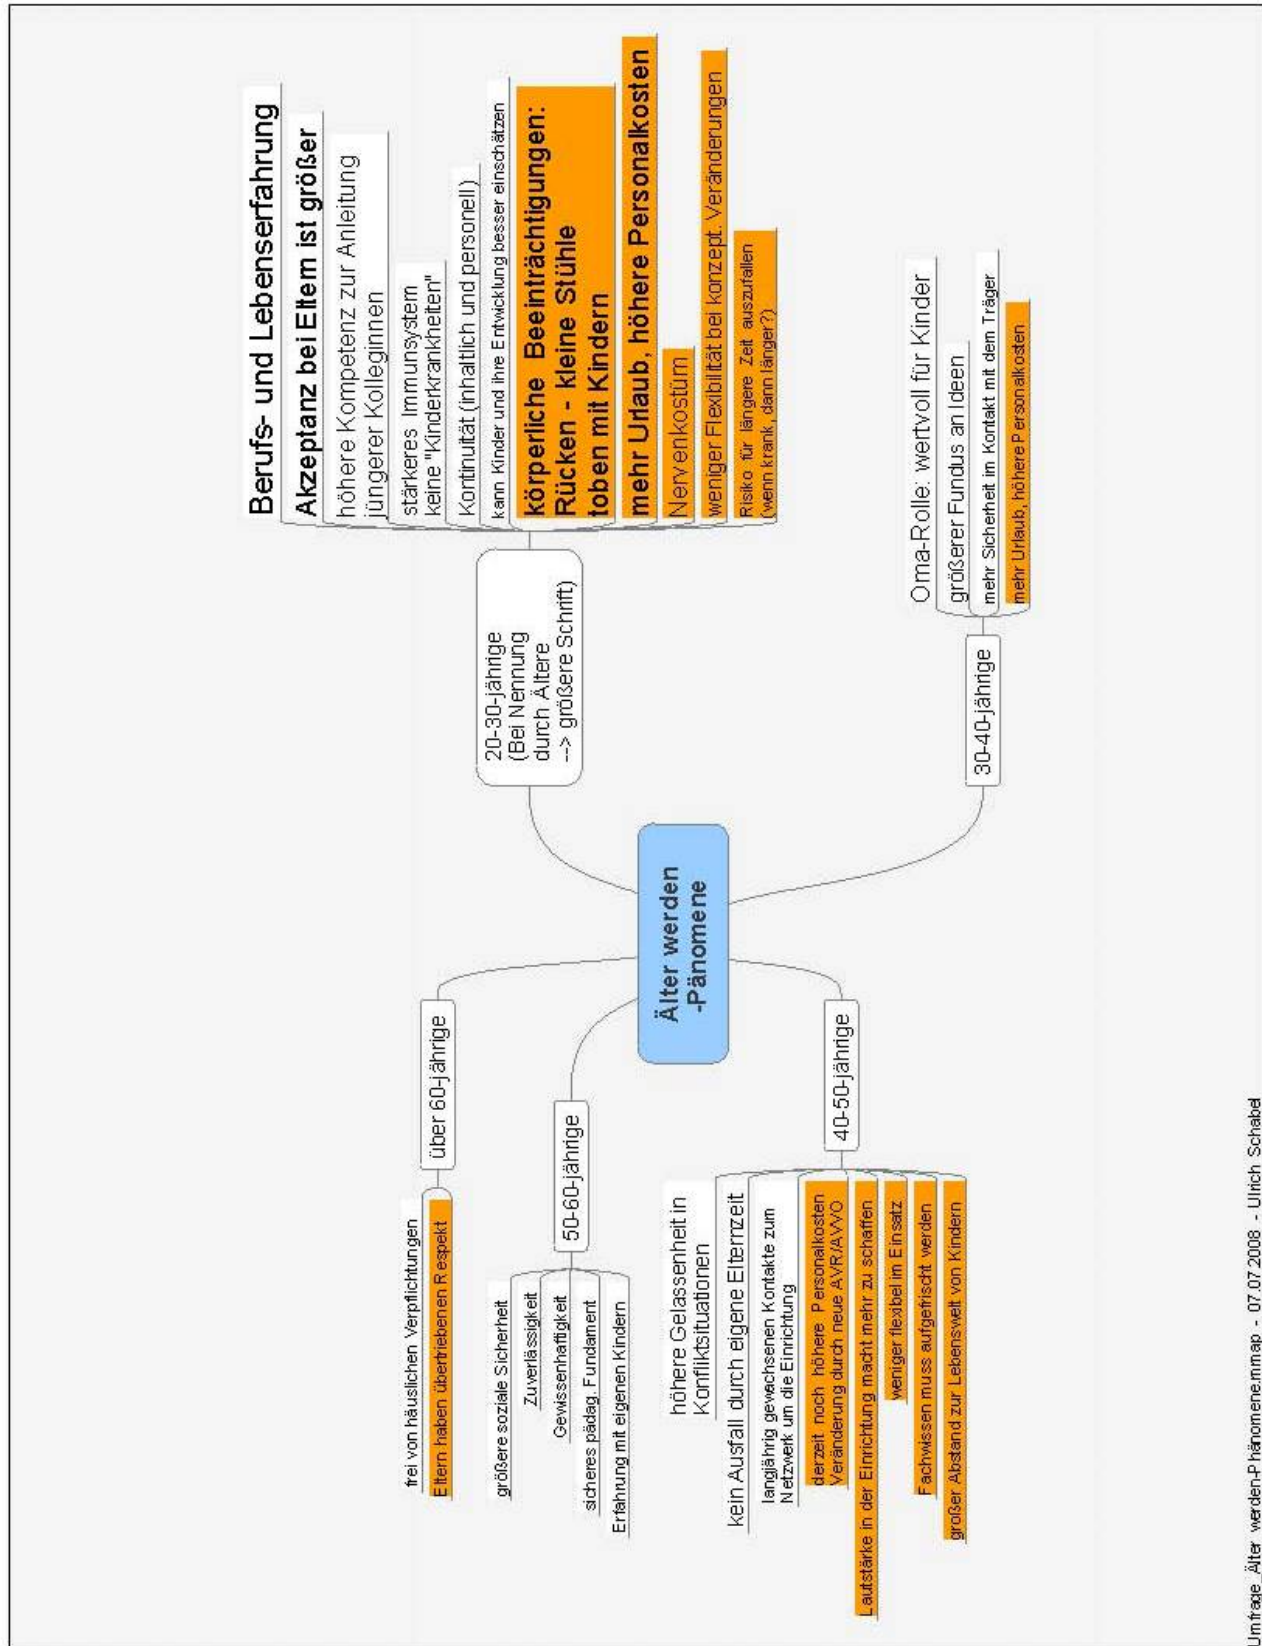 Älter werden
-Pänomene
20-30-jährige
(Bei Nennung
durch Ältere
--> größere Schrift)
Berufs- und Lebenserfahrung
Akzeptanz bei Eltern ist größer
höhere Kompetenz zur Anleitung
jüngerer Kolleginnen
stärkeres Immunsystem
keine "Kinderkrankheiten"
Kontinuität (inhaltlich und personell)
kann Kinder und ihre Entwicklung besser einschätzen
körperliche Beeinträchtigungen:
Rücken - kleine Stühle
toben mit Kindern
mehr Urlaub, höhere Personalkosten
Nervenkostüm
weniger Flexibilität bei konzept. Veränderungen
Risiko für längere Zeit auszufallen
(wenn krank, dann länger?)
30-40-jährige
Oma-Rolle: wertvoll für Kinder
größerer Fundus an Ideen
mehr Sicherheit im Kontakt mit dem Träger
mehr Urlaub, höhere Personalkosten
40-50-jährige
höhere Gelassenheit in
Konfliktsituationen
kein Ausfall durch eigene Elternzeit
langjährig gewachsenen Kontakte zum
Netzwerk um die Einrichtung
derzeit noch höhere Personalkosten
Veränderung durch neue AVR/AVVO
Lautstärke in der Einrichtung macht mehr zu schaffen
weniger flexibel im Einsatz
Fachwissen muss aufgefrischt werden
großer Abstand zur Lebenswelt von Kindern
50-60-jährige
größere soziale Sicherheit
Zuverlässigkeit
Gewissenhaftigkeit
sicheres pädag. Fundament
Erfahrung mit eigenen Kindern
über 60-jährige
frei von häuslichen Verpflichtungen
Eltern haben übertriebenen Respekt
Umfrage_Älter werden-Phänomene.mmap - 07.07.2008 - Ulrich Schabel